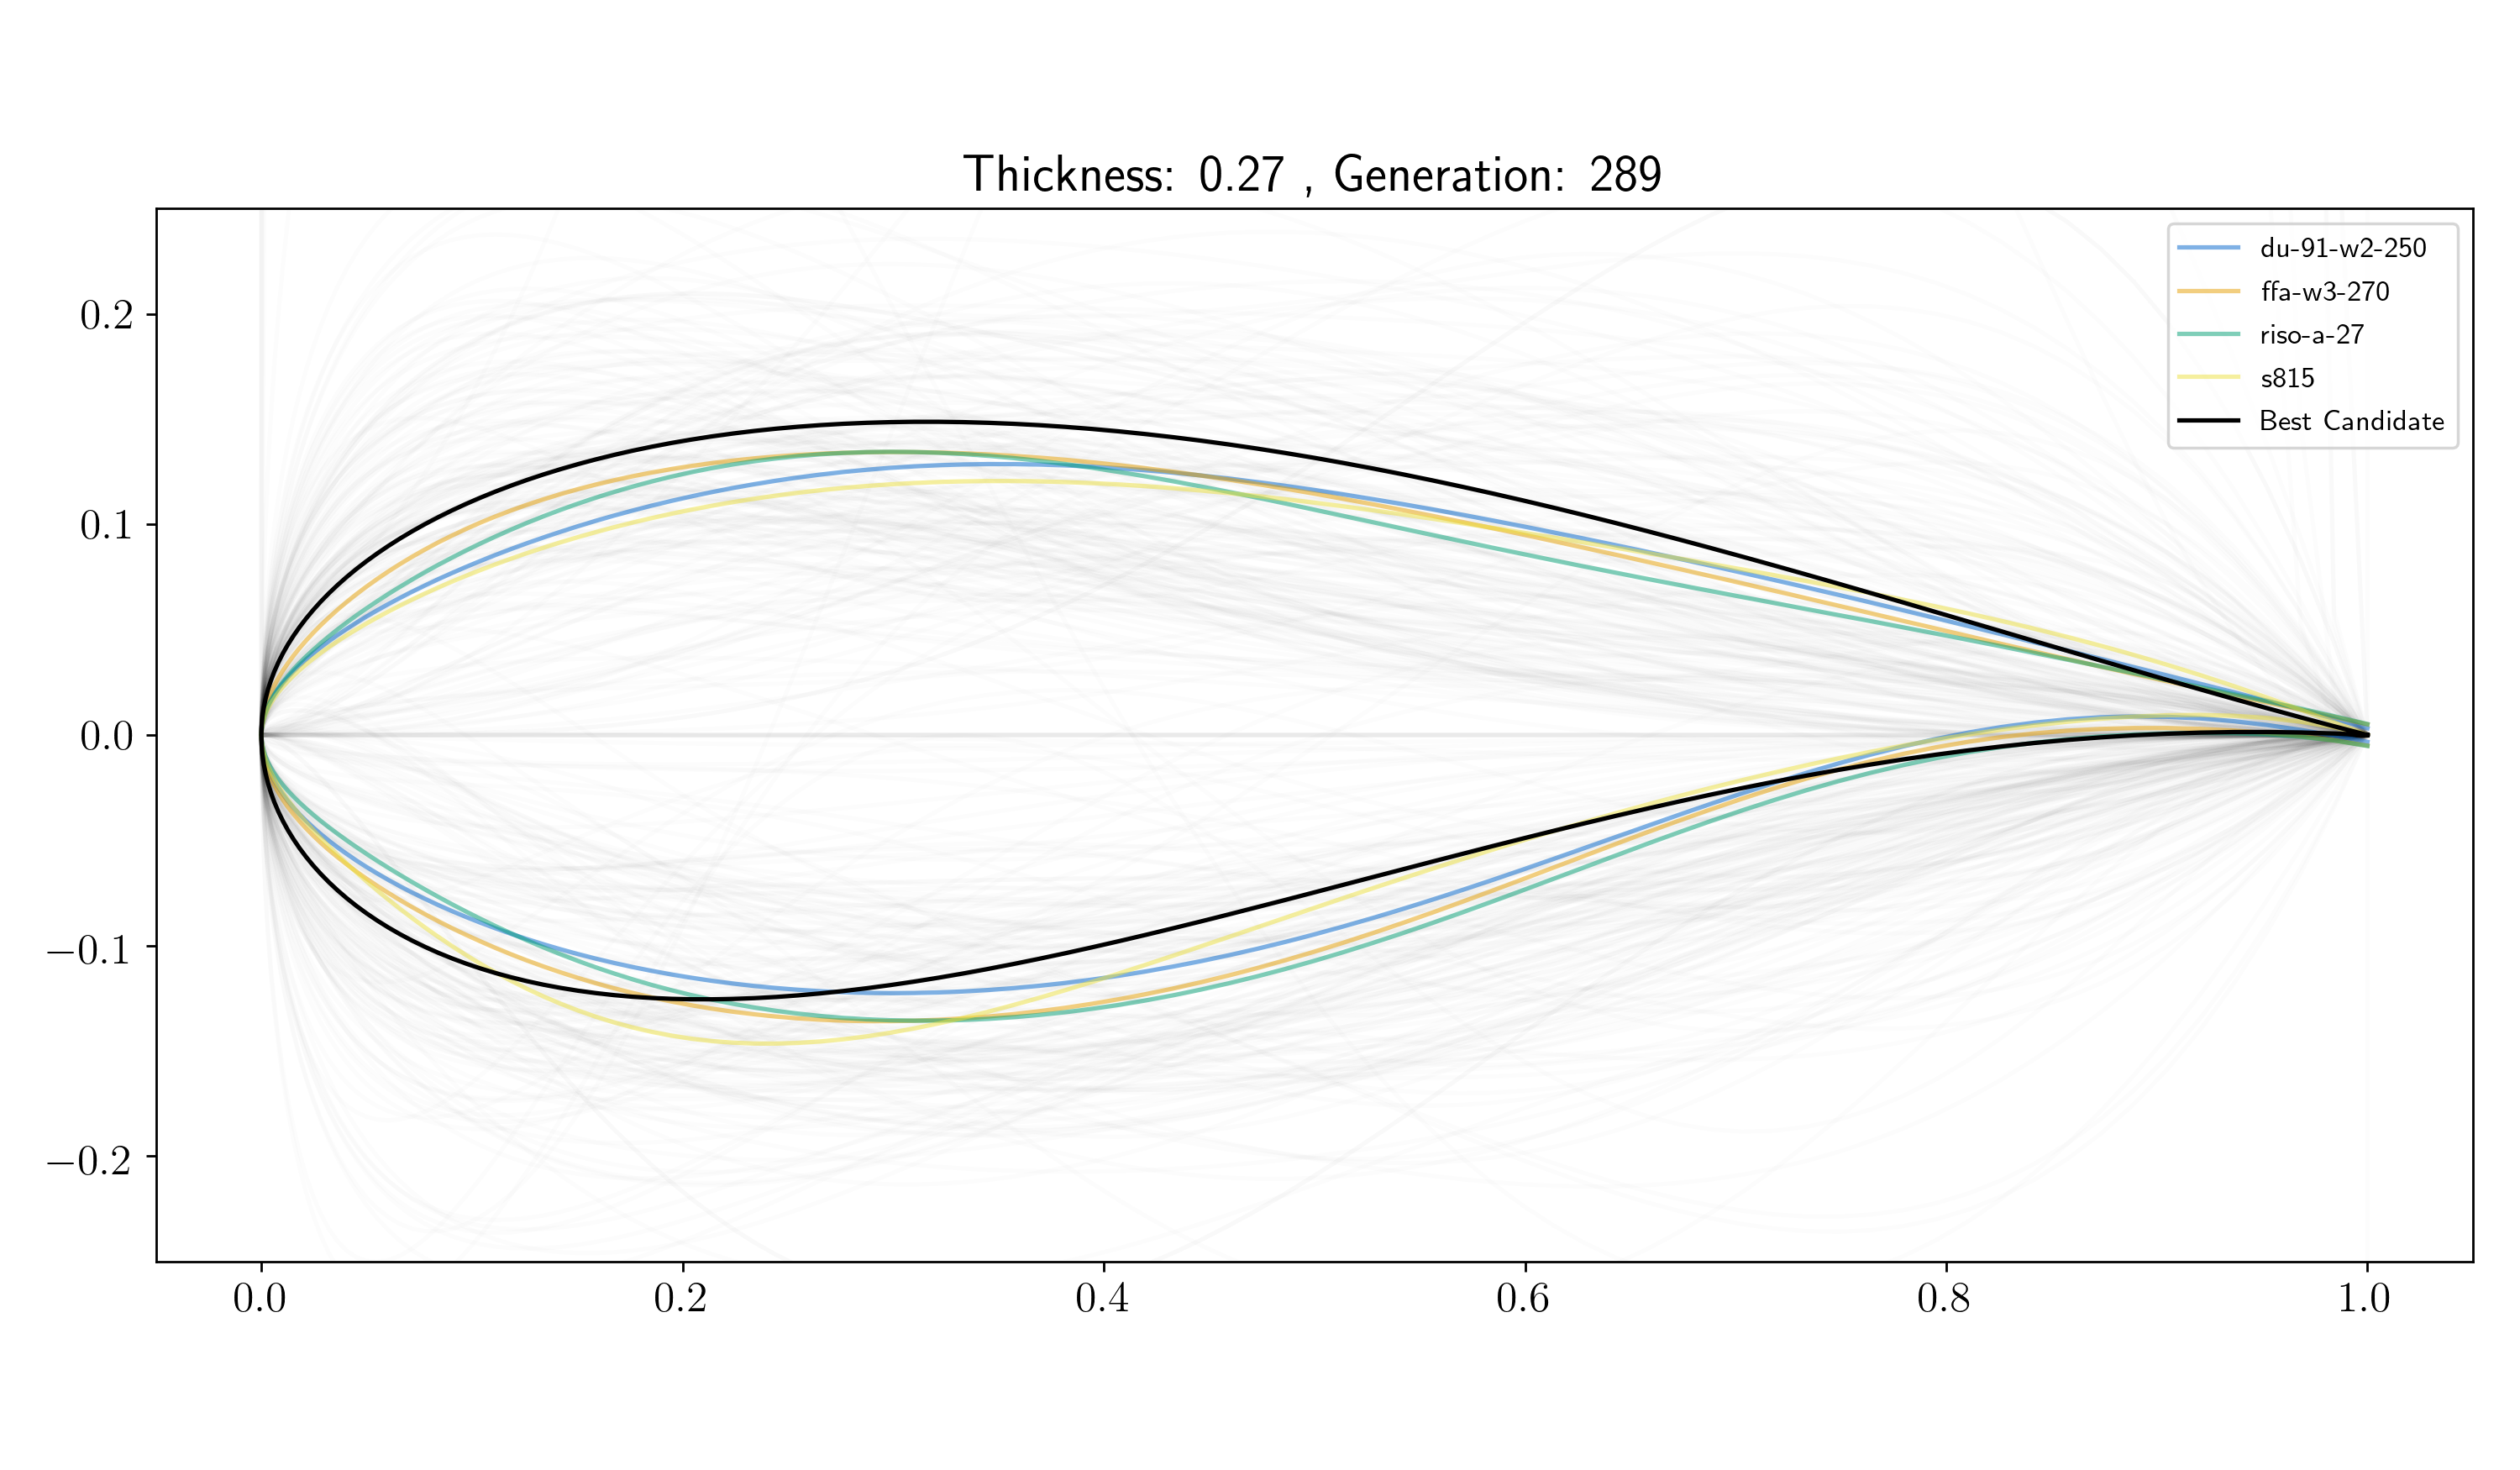 Thickness: 0.27 , Generation: 289
du-91-w2-250
ffa-w3-270
riso-a-27
s815
Best Candidate
0.2
0.1
0.0
−0.1
−0.2
0.0 0.2 0.4 0.6 0.8 1.0